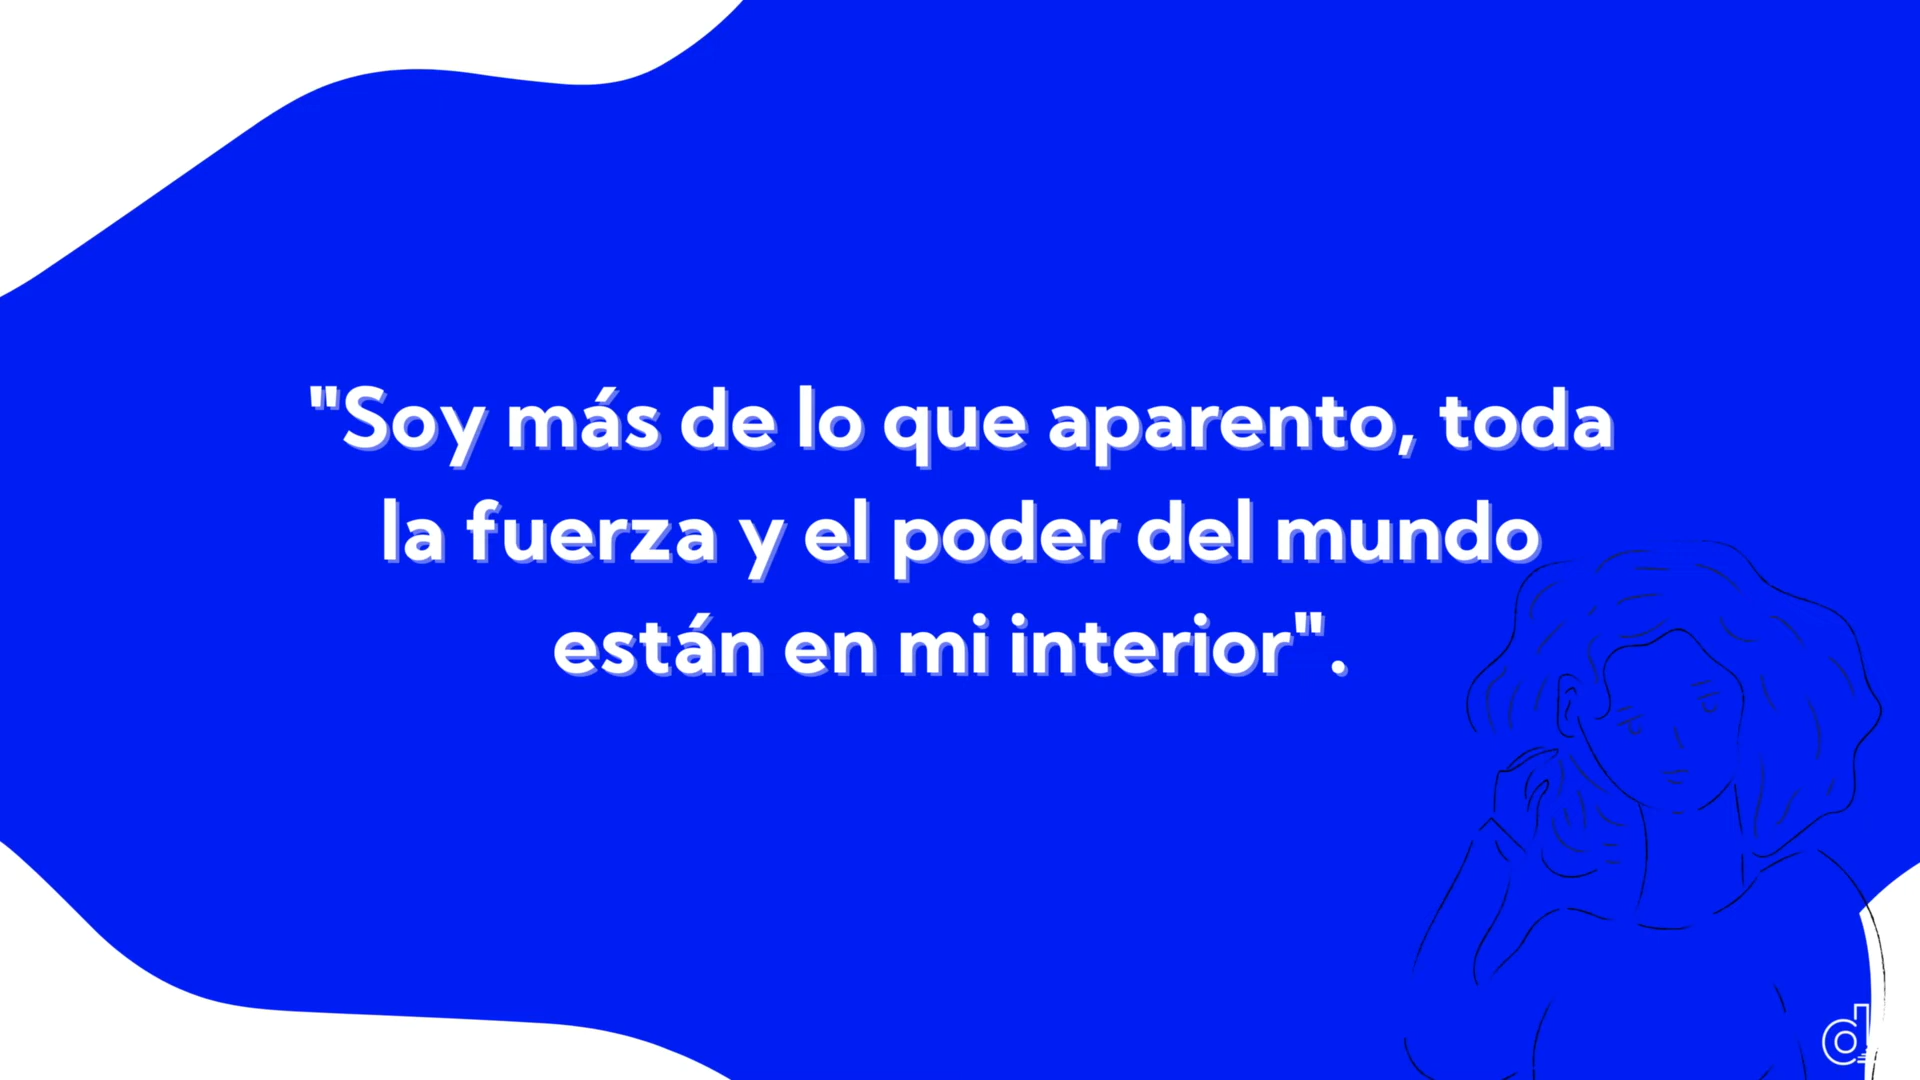 "Soy más de lo que aparento, toda
la fuerza y el poder del mundo
están en mi interior".